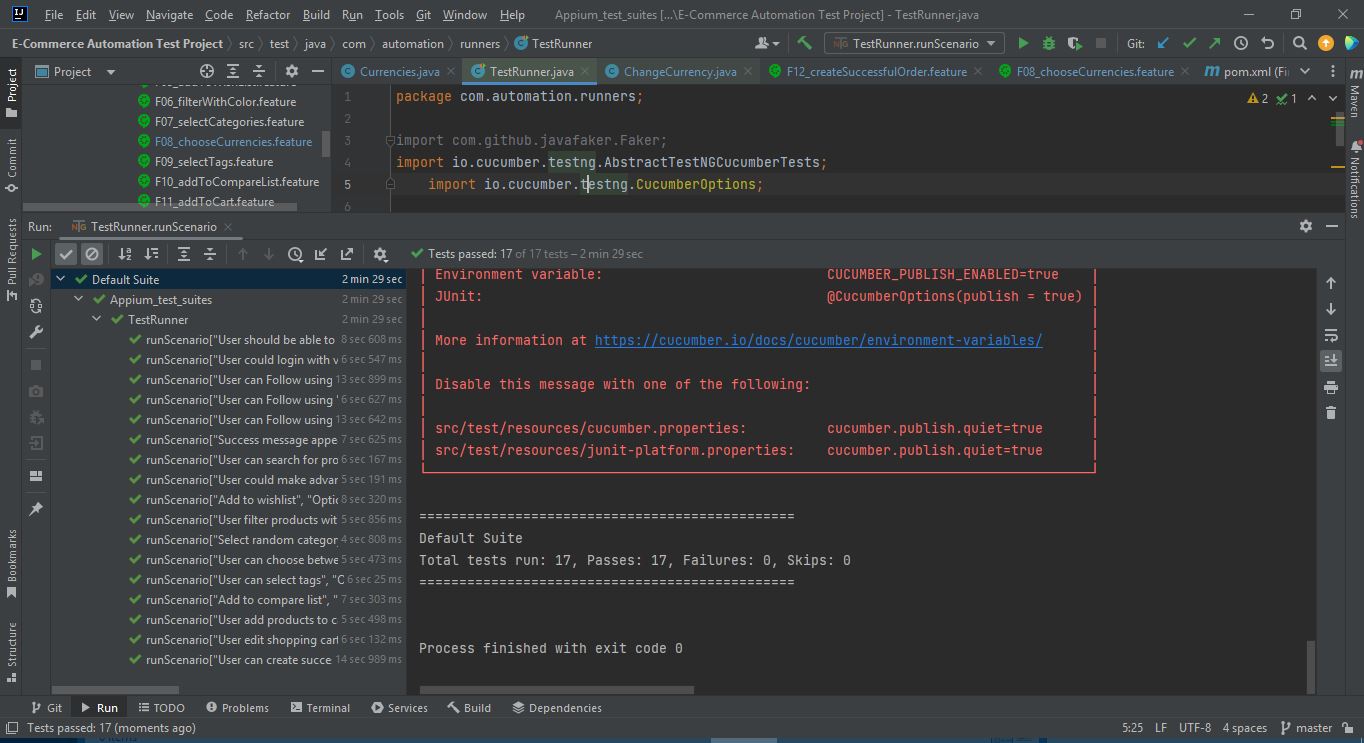 File Edit View Navigate Code Refactor Build Run Tools Git Window Help Appium_test_suites [...\E-Commerce Automation Test Project] - TestRunner.java
E-Commerce Automation Test Project src test java com automation runners TestRunner TestRunner.runScenario Git:
Project Currencies.java TestRunner.java ChangeCurrency.java F12_createSuccessfulOrder.feature F08_chooseCurrencies.feature pom.xml (Fi
F06_filterWithColor.feature
F07_selectCategories.feature
F08_chooseCurrencies.feature
F09_selectTags.feature
F10_addToCompareList.feature
F11_addToCart.feature
1 package com.automation.runners;
2
3 import com.github.javafaker.Faker;
4 import io.cucumber.testng.AbstractTestNGCucumberTests;
5 import io.cucumber.testng.CucumberOptions;
6
2 1
Project
Commit
Pull Requests
Bookmarks
Structure
Maven
Notifications
Run: TestRunner.runScenario
Tests passed: 17 of 17 tests – 2 min 29 sec
Default Suite 2 min 29 sec
Appium_test_suites 2 min 29 sec
TestRunner 2 min 29 sec
runScenario["User should be able to 8 sec 608 ms
runScenario["User could login with v 6 sec 547 ms
runScenario["User can Follow using 13 sec 899 ms
runScenario["User can Follow using " 6 sec 627 ms
runScenario["User can Follow using 13 sec 642 ms
runScenario["Success message appe 7 sec 625 ms
runScenario["User can search for pro 6 sec 167 ms
runScenario["User could make advar 5 sec 191 ms
runScenario["Add to wishlist", "Optio 8 sec 320 ms
runScenario["User filter products wit 5 sec 856 ms
runScenario["Select random categor 4 sec 808 ms
runScenario["User can choose betwe 5 sec 473 ms
runScenario["User can select tags", "O 6 sec 25 ms
runScenario["Add to compare list", " 7 sec 303 ms
runScenario["User add products to c 5 sec 498 ms
runScenario["User edit shopping cart 6 sec 132 ms
runScenario["User can create succe 14 sec 989 ms
Environment variable: CUCUMBER_PUBLISH_ENABLED=true
JUnit: @CucumberOptions(publish = true)
More information at https://cucumber.io/docs/cucumber/environment-variables/
Disable this message with one of the following:
src/test/resources/cucumber.properties: cucumber.publish.quiet=true
src/test/resources/junit-platform.properties: cucumber.publish.quiet=true
===============================================
Default Suite
Total tests run: 17, Passes: 17, Failures: 0, Skips: 0
===============================================
Process finished with exit code 0
Git Run TODO Problems Terminal Services Build Dependencies
Tests passed: 17 (moments ago) 5:25 LF UTF-8 4 spaces master